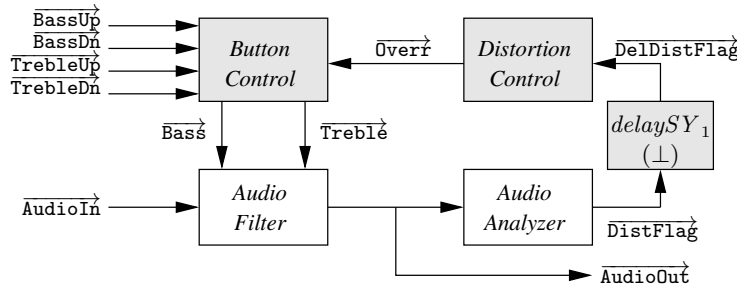 BassUp
BassDn
TrebleUp
TrebleDn
Button
Control
Overr
Distortion
Control
DelDistFlag
delaySY₁
(⊥)
Bass
Treble
AudioIn
Audio
Filter
Audio
Analyzer
DistFlag
AudioOut